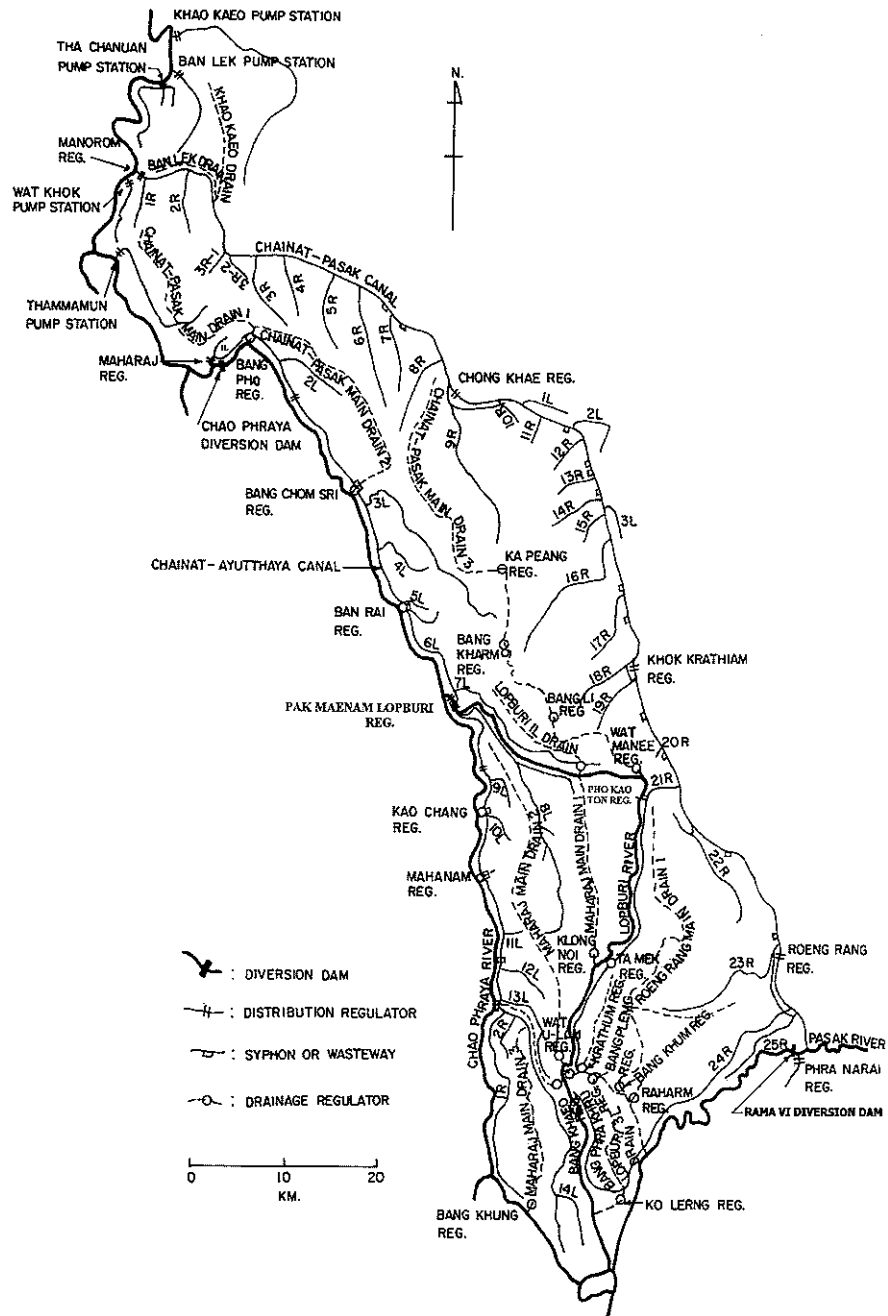 KHAO KAEO PUMP STATION
THA CHANUAN
PUMP STATION
BAN LEK PUMP STATION
N.
KHAO KAEO DRAIN
MANOROM
REG.
BAN LEK DRAIN
WAT KHOK
PUMP STATION
1R
2R
CHAINAT-PASAK
MAIN DRAIN 1
3R-1
3R-2
CHAINAT-PASAK CANAL
3R
4R
5R
6R
7R
8R
THAMMAMUN
PUMP STATION
MAHARAJ
REG.
BANG
PHO
REG.
CHAINAT-PASAK MAIN DRAIN 2
2L
CHAO PHRAYA
DIVERSION DAM
CHONG KHAE REG.
CHAINAT-PASAK MAIN DRAIN 3
9R
10R
11R
1L
2L
12R
13R
14R
15R
3L
BANG CHOM SRI
REG.
3L
CHAINAT-AYUTTHAYA CANAL
4L
KA PEANG
REG.
16R
5L
BAN RAI
REG.
6L
BANG
KHARM
REG.
17R
18R
KHOK KRATHIAM
REG.
7L
PAK MAENAM LOPBURI
REG.
LOPBURI 1L DRAIN
BANG LI
REG
19R
WAT
MANEE
REG.
20R
21R
PHO KAO
TON REG.
9L
8L
KAO CHANG
REG.
10L
MAHARAJ MAIN DRAIN 2
MAHARAJ MAIN DRAIN 1
LOPBURI RIVER
MAIN DRAIN 1
22R
MAHANAM
REG.
11L
KLONG
NOI
REG.
TA MEK
REG.
ROENG RANG MAIN DRAIN
23R
ROENG RANG
REG.
: DIVERSION DAM
CHAO PHRAYA RIVER
12L
13L
: DISTRIBUTION REGULATOR
WAT
U-LOM
REG.
KRATHUM REG.
BANGPLENG
REG.
BANG KHUM REG.
24R
25R
PASAK RIVER
PHRA NARAI
REG.
: SYPHON OR WASTEWAY
2R
1R
MAHARAJ MAIN DRAIN 3
RAHARM
REG.
RAMA VI DIVERSION DAM
: DRAINAGE REGULATOR
BANG KHAEO
BANG PHRA KHRU
REG.
LOPBURI 3L
DRAIN
0 10 20
KM.
14L
BANG KHUNG
REG.
KO LERNG REG.